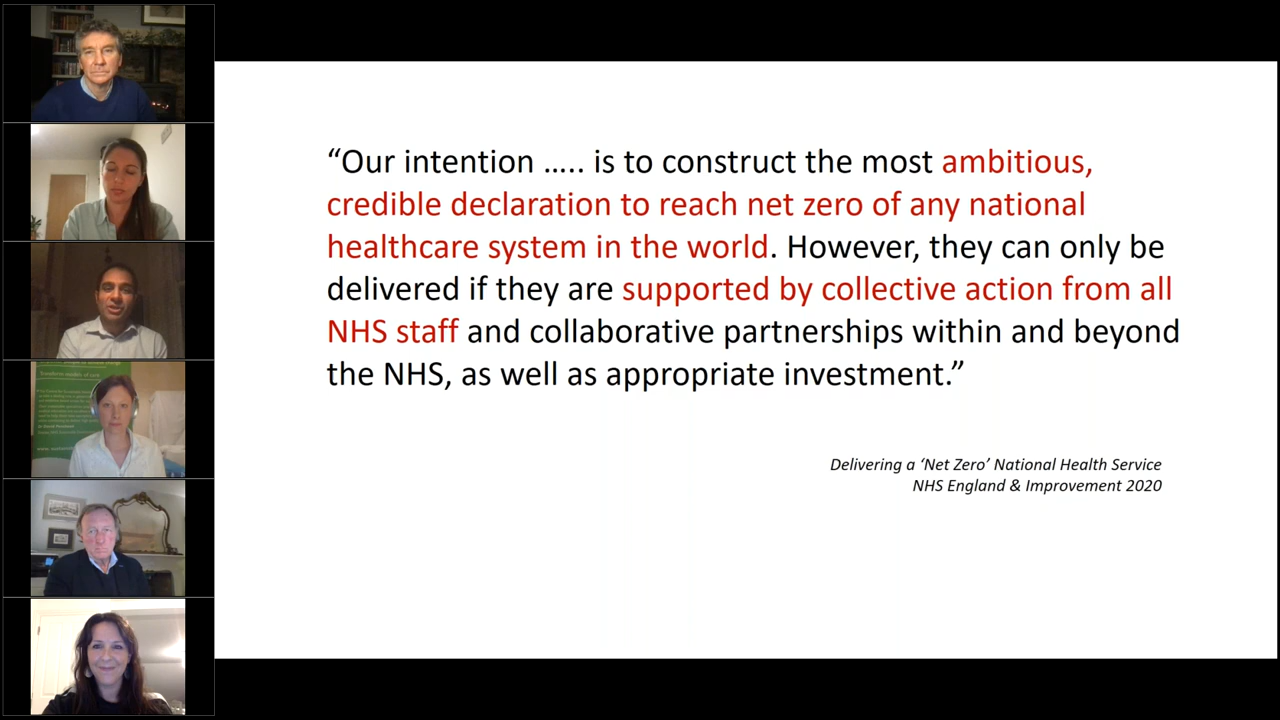 “Our intention ….. is to construct the most ambitious,
credible declaration to reach net zero of any national
healthcare system in the world. However, they can only be
delivered if they are supported by collective action from all
NHS staff and collaborative partnerships within and beyond
the NHS, as well as appropriate investment.”
Delivering a ‘Net Zero’ National Health Service
NHS England & Improvement 2020